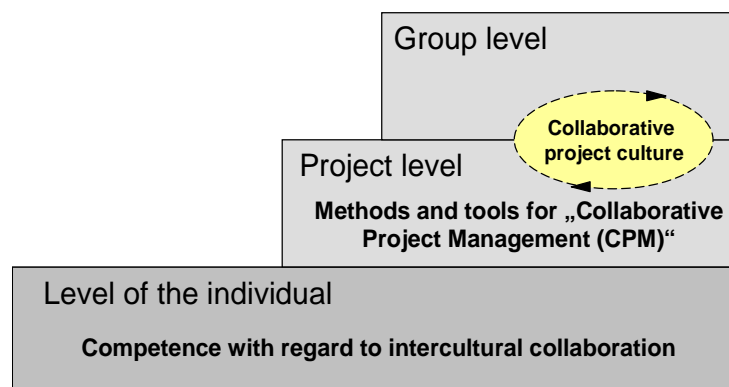 Group level
Collaborative
project culture
Project level
Methods and tools for „Collaborative
Project Management (CPM)“
Level of the individual
Competence with regard to intercultural collaboration